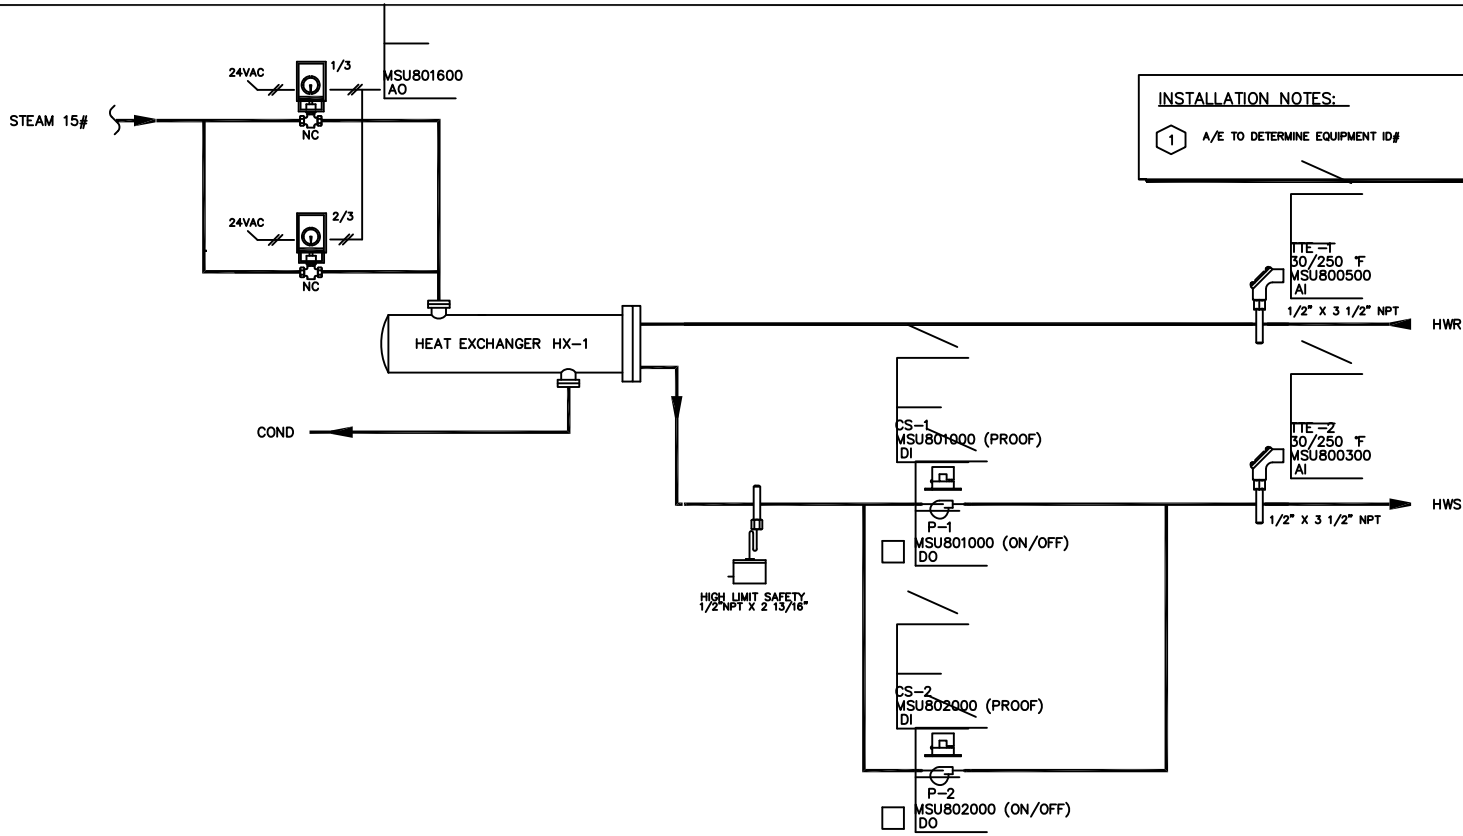 24VAC
1/3
MSU801600
AO
STEAM 15#
NC
24VAC
2/3
NC
INSTALLATION NOTES:
1 A/E TO DETERMINE EQUIPMENT ID#
TTE-1
30/250 °F
MSU800500
AI
1/2" X 3 1/2" NPT
HWR
HEAT EXCHANGER HX-1
COND
CS-1
MSU801000 (PROOF)
DI
TTE-2
30/250 °F
MSU800300
AI
1/2" X 3 1/2" NPT
HWS
P-1
MSU801000 (ON/OFF)
DO
HIGH LIMIT SAFETY
1/2"NPT X 2 13/16"
CS-2
MSU802000 (PROOF)
DI
P-2
MSU802000 (ON/OFF)
DO